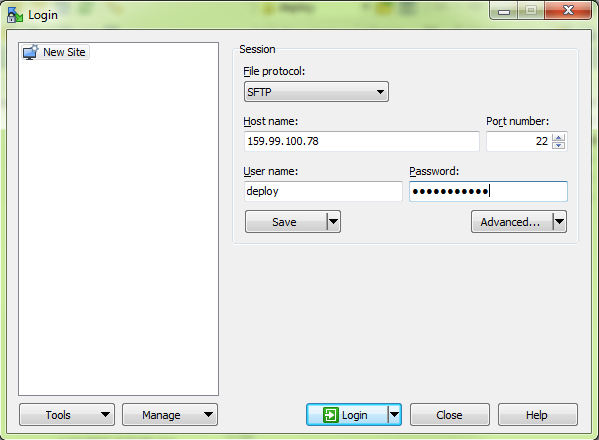 Login
New Site
Session
File protocol:
SFTP
Host name:
Port number:
159.99.100.78
22
User name:
Password:
deploy
●●●●●●●●●●●
Save
Advanced...
Tools
Manage
Login
Close
Help